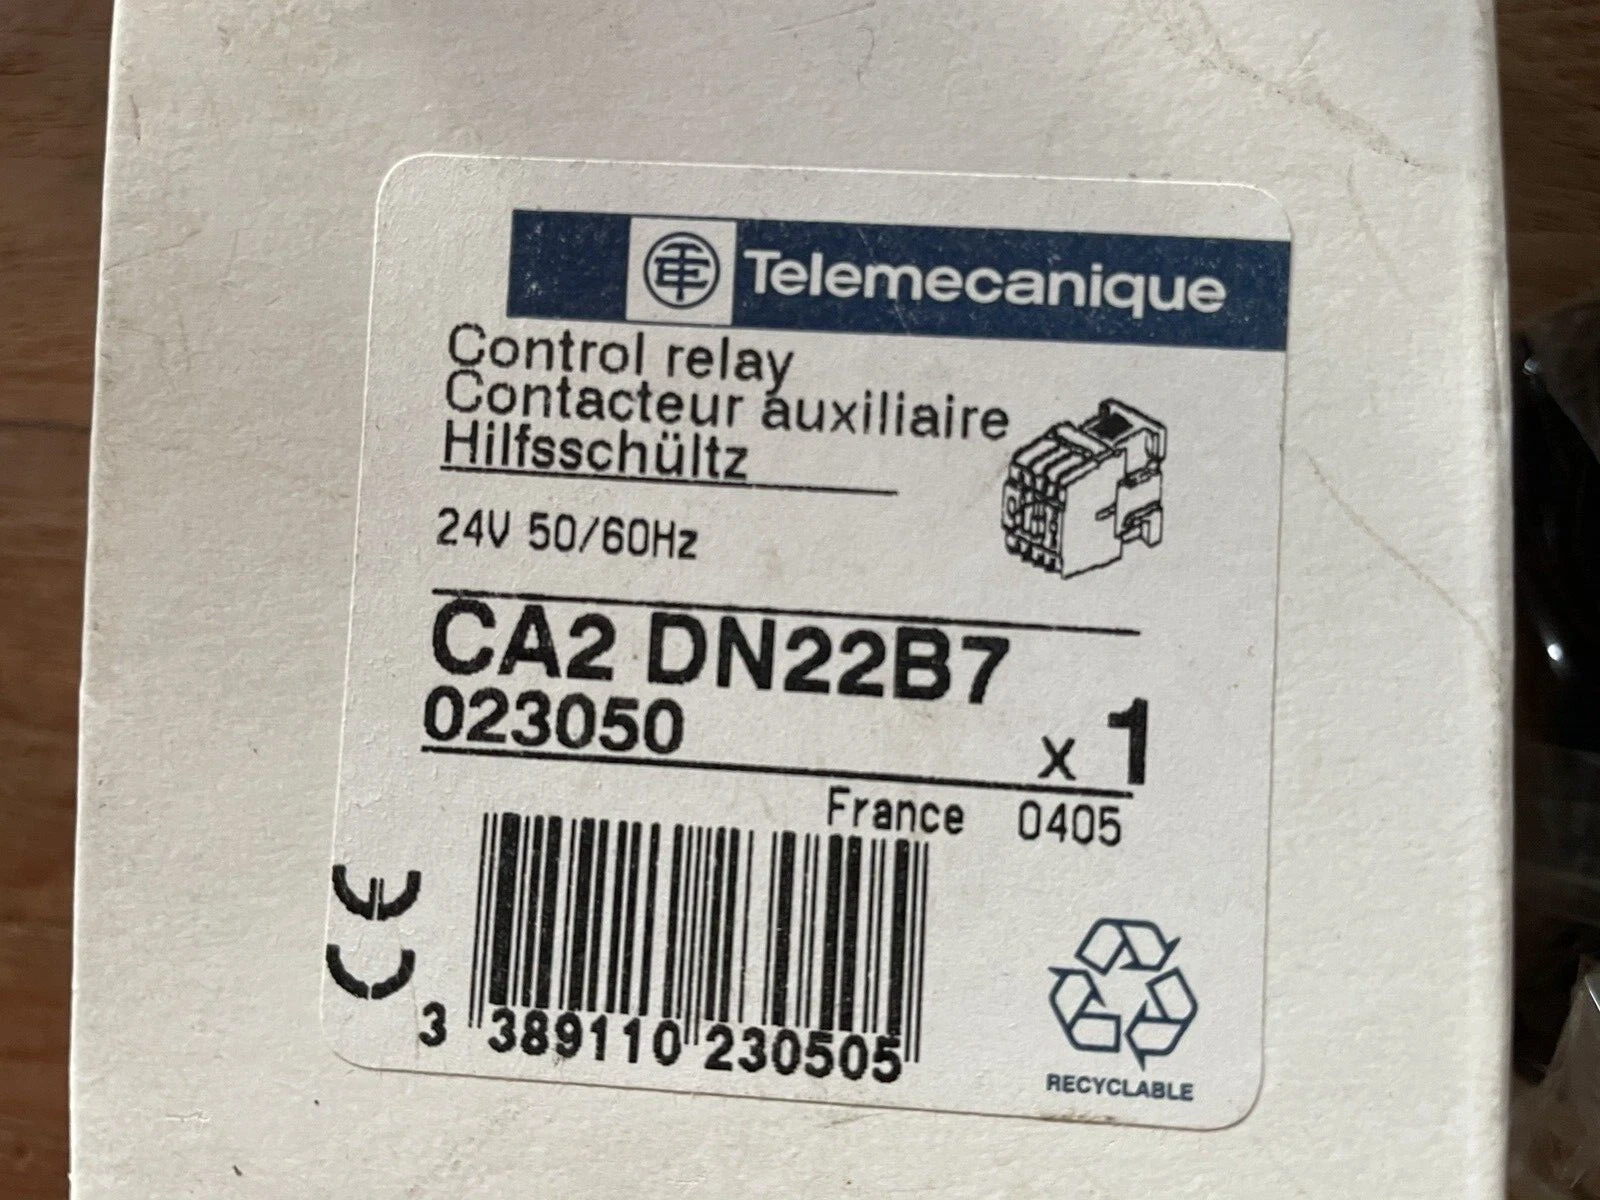 Telemecanique
Control relay
Contacteur auxiliaire
Hilfsschültz
24V 50/60Hz
CA2 DN22B7
023050
x 1
France 0405
CE
3 389110 230505
RECYCLABLE